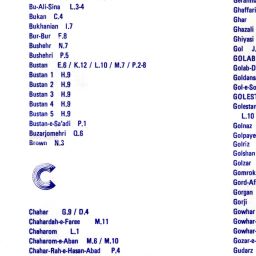 Bu-Ali-Sina L.3-4
Bukan C.4
Bukhanian I.7
Bur-Bur F.8
Bushehr N.7
Bushehri P.5
Bustan E.6 / K.12 / L.10 / M.7 / P.2-8
Bustan 1 H.9
Bustan 2 H.9
Bustan 3 H.9
Bustan 4 H.9
Bustan 5 H.9
Bustan-e-Sa'adi P.1
Buzarjomehri Q.6
Brown N.3
C
Chahar G.9 / D.4
Chahardah-e-Fame M.11
Chaharom L.1
Chaharom-e-Aban M.6 / M.10
Chahar-Rah-e-Hasan-Abad P.4
Ghaffari
Ghar
Ghazali
Ghiyasi
Gol J.
GOLAB
Golab-D
Goldans
Gol-e-So
GOLEST
Golestan
L.10
Golnaz
Golpaye
Golriz
Golshan
Golzar
Gomrok
Gord-Af
Gorgan
Gorji
Gowhar
Gowhar-
Gowhar-
Gozar-e-
Gudarz